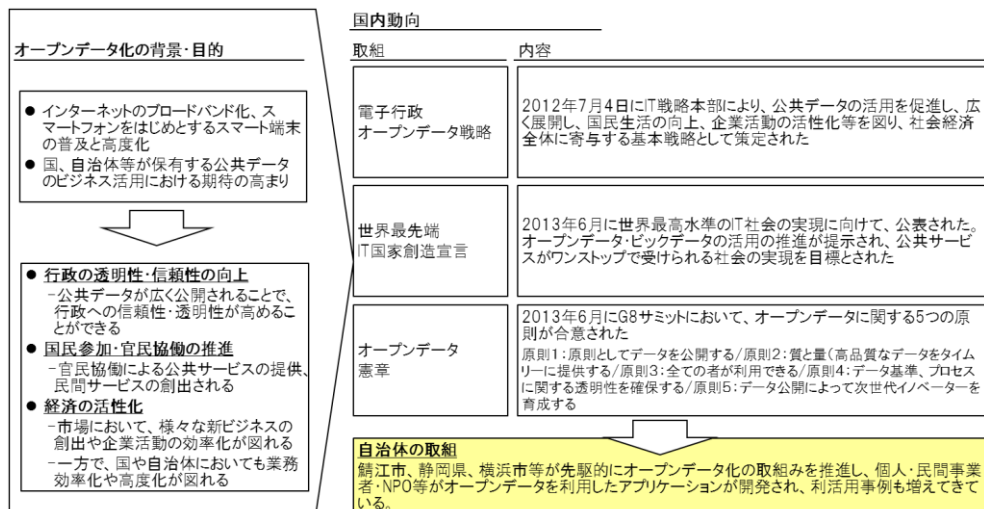 オープンデータ化の背景・目的
● インターネットのブロードバンド化、ス
マートフォンをはじめとするスマート端末
の普及と高度化
● 国、自治体等が保有する公共データ
のビジネス活用における期待の高まり
● 行政の透明性・信頼性の向上
－公共データが広く公開されることで、
行政への信頼性・透明性が高めるこ
とができる
● 国民参加・官民協働の推進
－官民協働による公共サービスの提供、
民間サービスの創出される
● 経済の活性化
－市場において、様々な新ビジネスの
創出や企業活動の効率化が図れる
－一方で、国や自治体においても業務
効率化や高度化が図れる
国内動向
取組 内容
電子行政
オープンデータ戦略
2012年7月4日にIT戦略本部により、公共データの活用を促進し、広
く展開し、国民生活の向上、企業活動の活性化等を図り、社会経済
全体に寄与する基本戦略として策定された
世界最先端
IT国家創造宣言
2013年6月に世界最高水準のIT社会の実現に向けて、公表された。
オープンデータ・ビックデータの活用の推進が提示され、公共サービ
スがワンストップで受けられる社会の実現を目標とされた
オープンデータ
憲章
2013年6月にG8サミットにおいて、オープンデータに関する5つの原
則が合意された
原則1：原則としてデータを公開する/原則2：質と量（高品質なデータをタイム
リーに提供する/原則3：全ての者が利用できる/原則4：データ基準、プロセス
に関する透明性を確保する/原則5：データ公開によって次世代イノベーターを
育成する
自治体の取組
鯖江市、静岡県、横浜市等が先駆的にオープンデータ化の取組みを推進し、個人・民間事業
者・NPO等がオープンデータを利用したアプリケーションが開発され、利活用事例も増えてきて
いる。